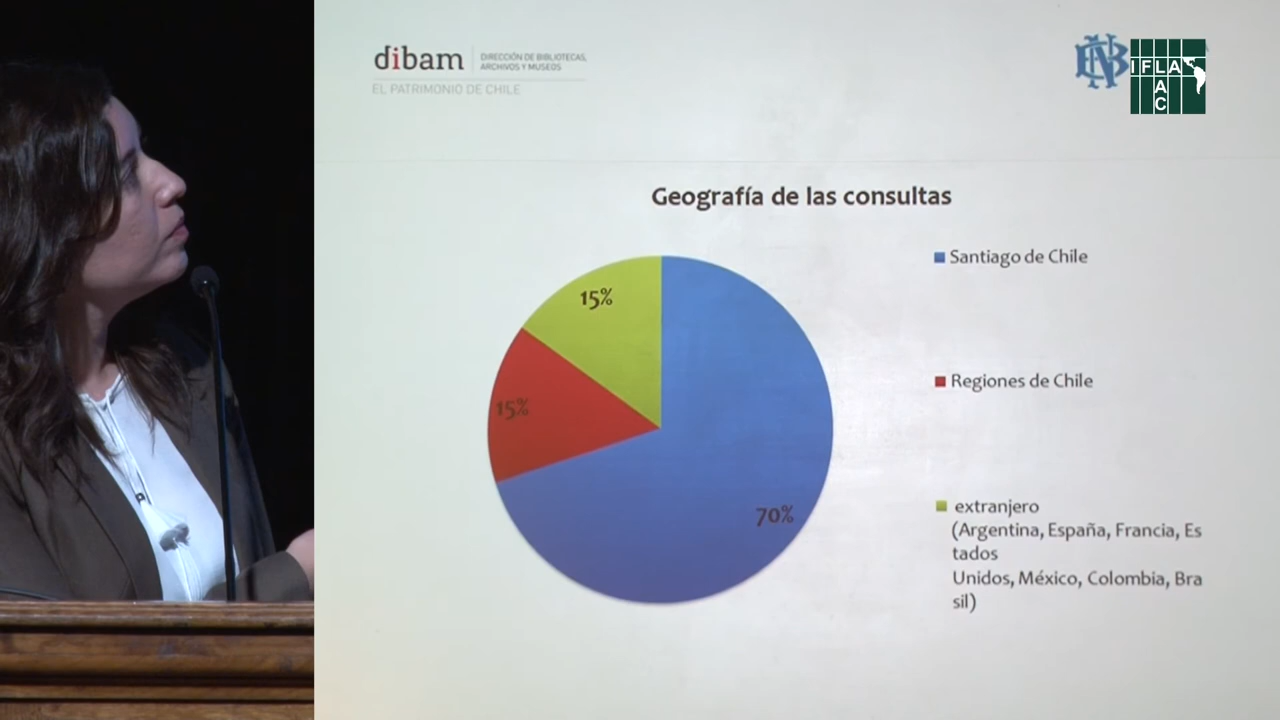 dibam
DIRECCIÓN DE BIBLIOTECAS,
ARCHIVOS Y MUSEOS
EL PATRIMONIO DE CHILE
IFLA
LAC
Geografía de las consultas
15%
15%
70%
Santiago de Chile
Regiones de Chile
extranjero
(Argentina, España, Francia, Es
tados
Unidos, México, Colombia, Bra
sil)